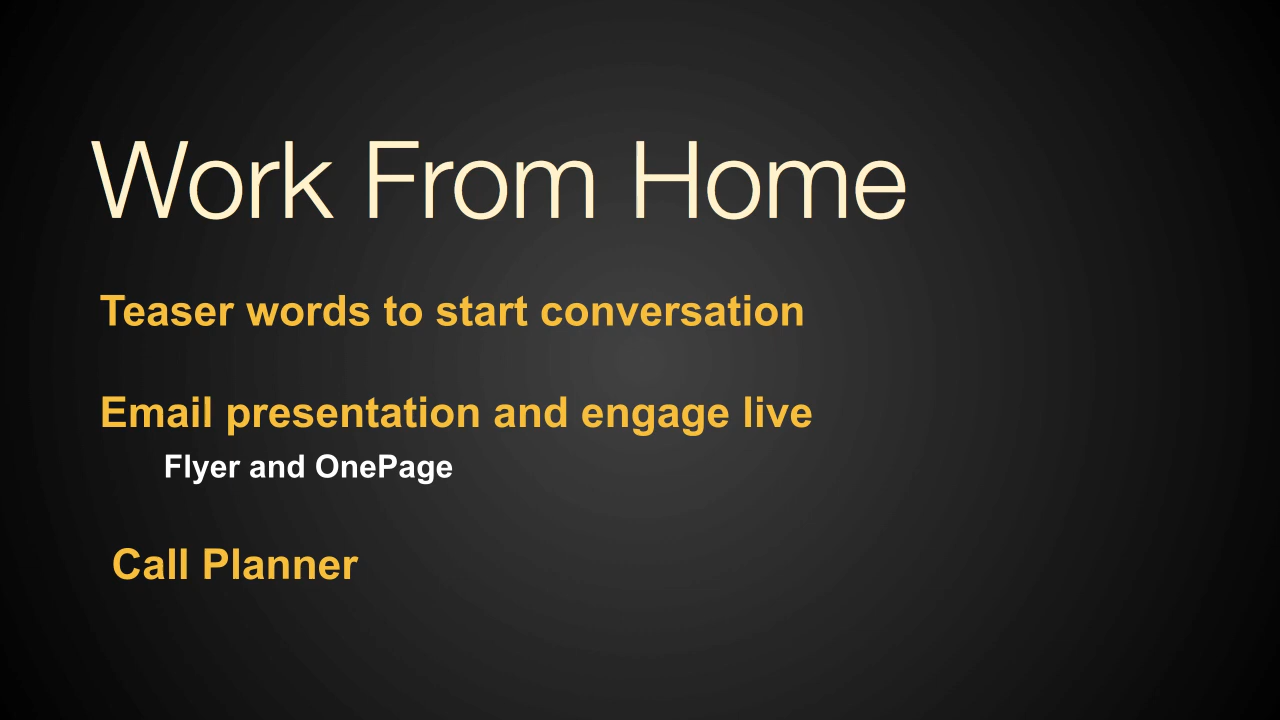 Work From Home
Teaser words to start conversation
Email presentation and engage live
Flyer and OnePage
Call Planner